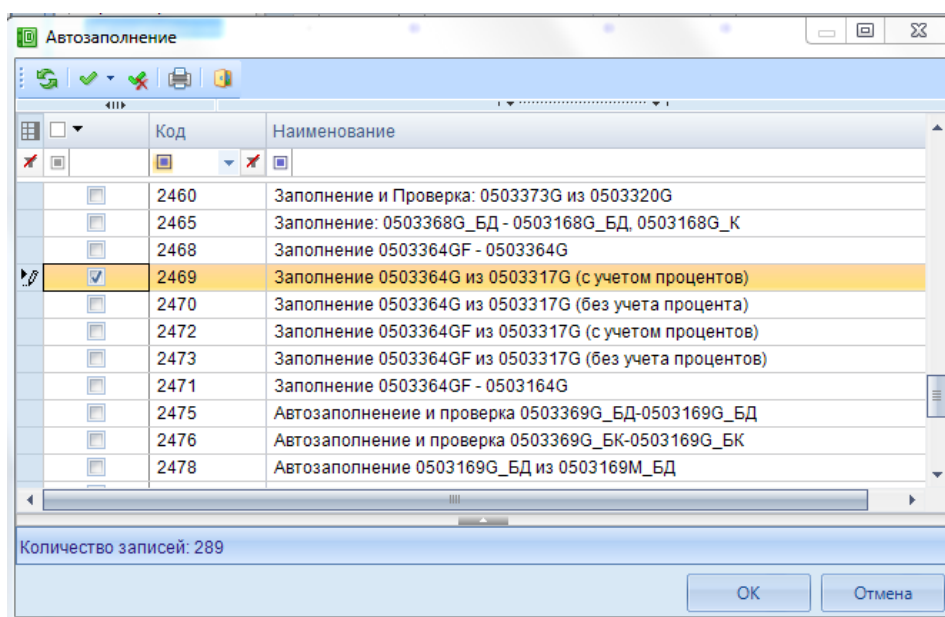 Автозаполнение
Код Наименование
2460 Заполнение и Проверка: 0503373G из 0503320G
2465 Заполнение: 0503368G_БД - 0503168G_БД, 0503168G_К
2468 Заполнение 0503364GF - 0503364G
2469 Заполнение 0503364G из 0503317G (с учетом процентов)
2470 Заполнение 0503364G из 0503317G (без учета процента)
2472 Заполнение 0503364GF из 0503317G (с учетом процентов)
2473 Заполнение 0503364GF из 0503317G (без учета процентов)
2471 Заполнение 0503364GF - 0503164G
2475 Автозаполненеие и проверка 0503369G_БД-0503169G_БД
2476 Автозаполнение и проверка 0503369G_БК-0503169G_БК
2478 Автозаполнение 0503169G_БД из 0503169M_БД
Количество записей: 289
ОК Отмена